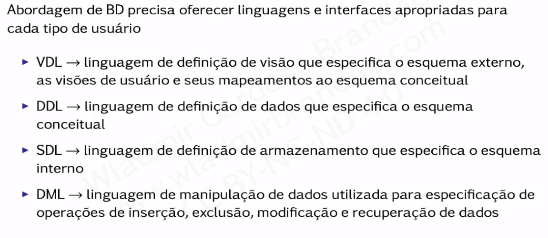 Abordagem de BD precisa oferecer linguagens e interfaces apropriadas para
cada tipo de usuário
▸ VDL → linguagem de definição de visão que especifica o esquema externo,
as visões de usuário e seus mapeamentos ao esquema conceitual
▸ DDL → linguagem de definição de dados que especifica o esquema
conceitual
▸ SDL → linguagem de definição de armazenamento que especifica o esquema
interno
▸ DML → linguagem de manipulação de dados utilizada para especificação de
operações de inserção, exclusão, modificação e recuperação de dados